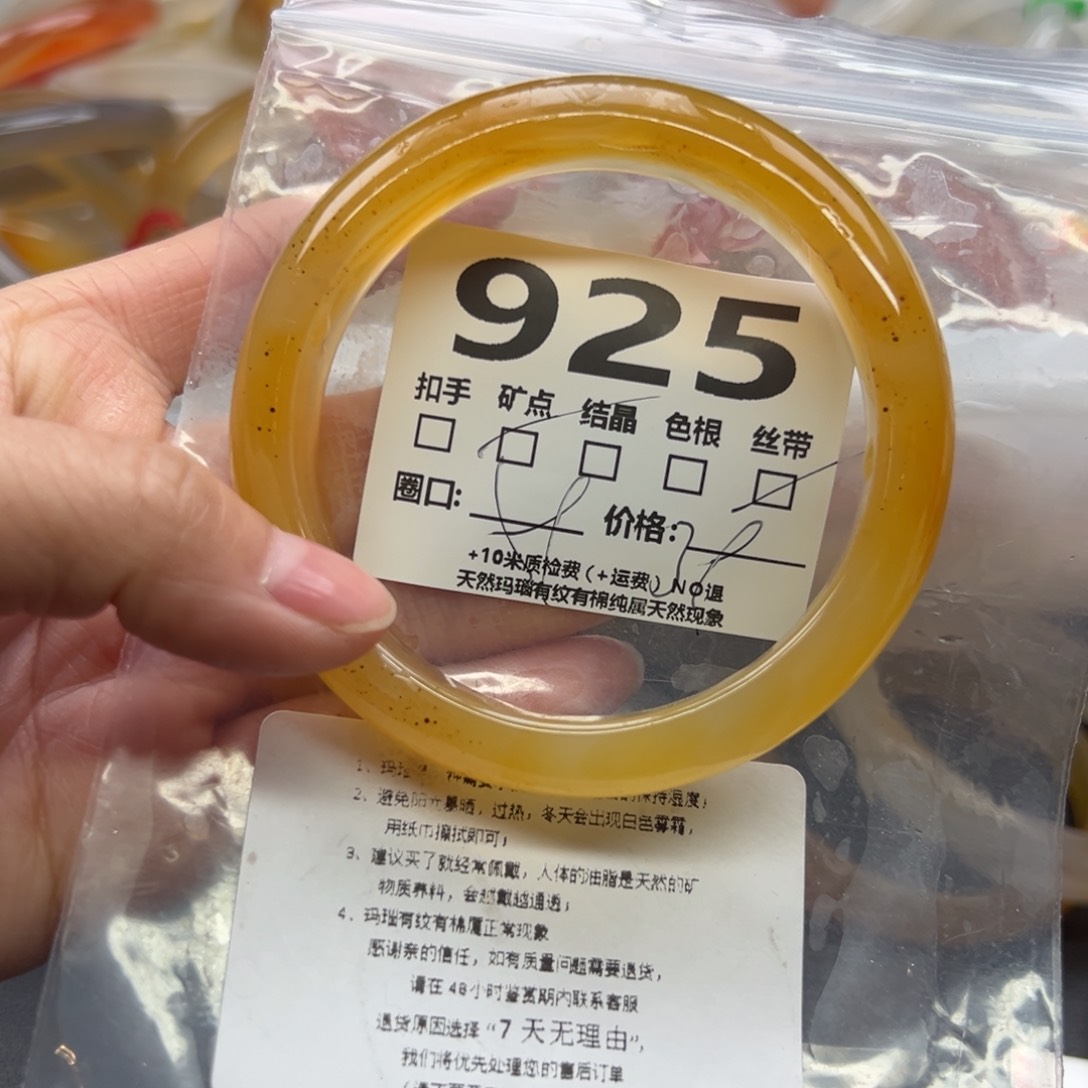 925
扣手 矿点 结晶 色根 丝带
圈口: 价格:
+10米质检费(+运费)NO退
天然玛瑙有纹有棉纯属天然现象
1、玛瑙 保持湿度;
2、避免阳光暴晒,过热,冬天会出现白色雾霜,
用纸巾擦拭即可;
3、建议买了就经常佩戴,人体的油脂是天然的矿
物质养料,会越戴越通透;
4、玛瑙有纹有棉属正常现象
感谢亲的信任,如有质量问题需要退货,
请在48小时鉴赏期内联系客服
退货原因选择“7天无理由”,
我们将优先处理您的售后订单